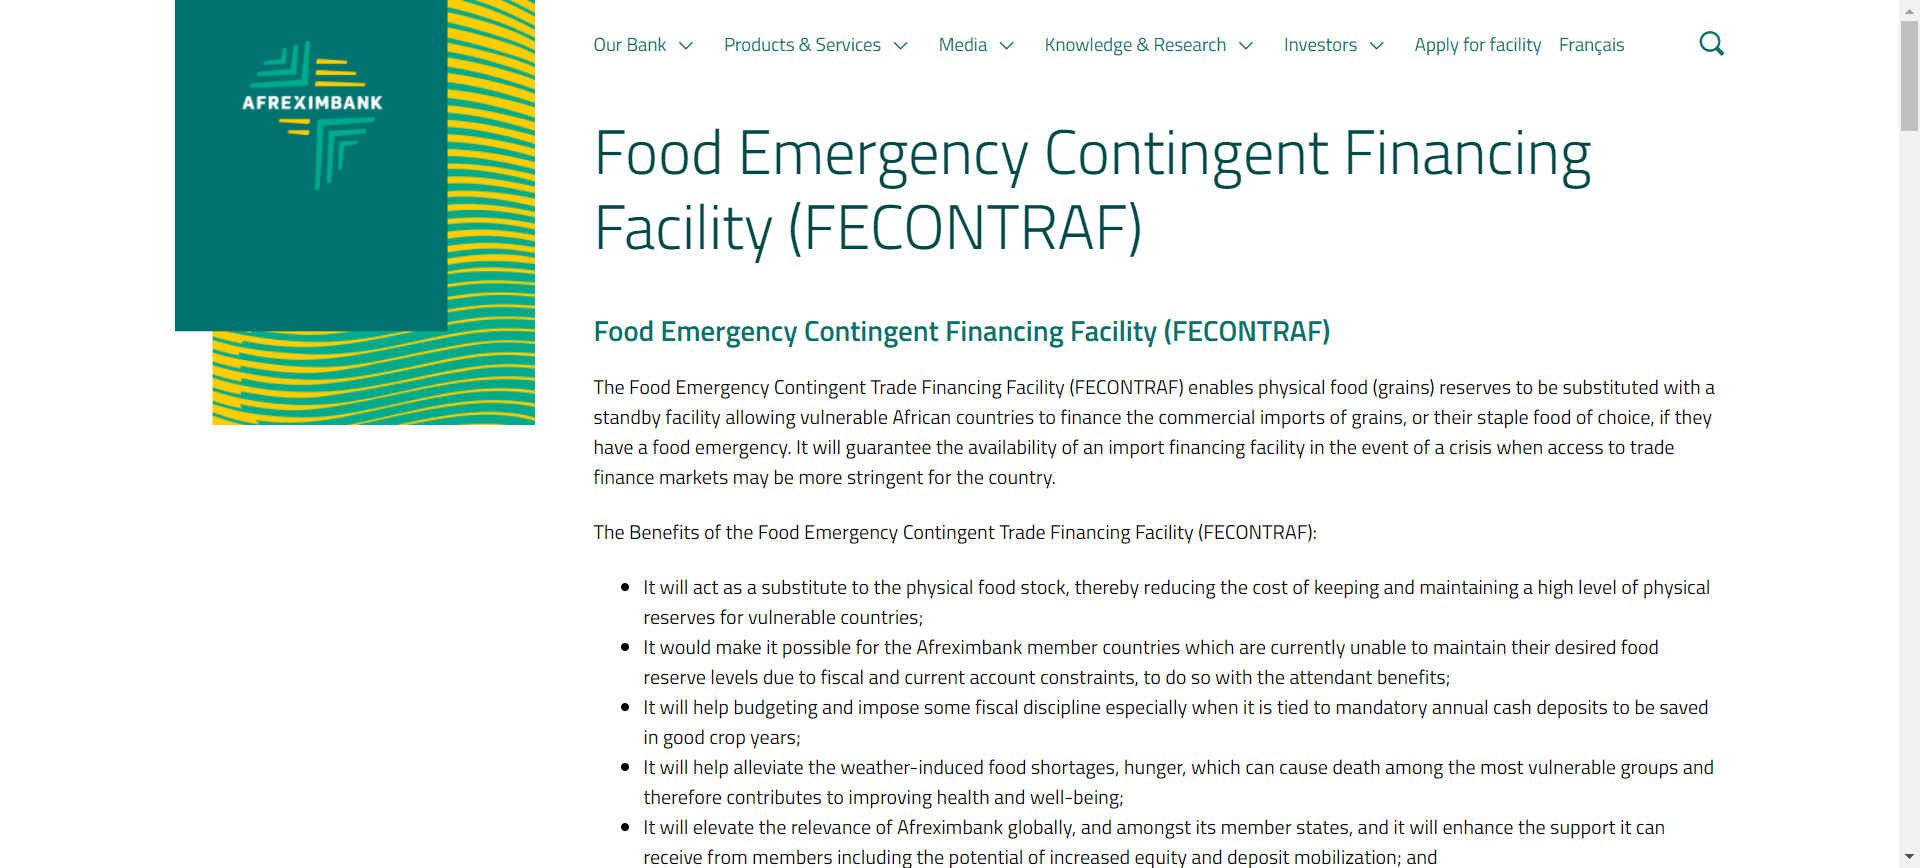 AFREXIMBANK
Our Bank
Products & Services
Media
Knowledge & Research
Investors
Apply for facility
Français
Food Emergency Contingent Financing
Facility (FECONTRAF)
Food Emergency Contingent Financing Facility (FECONTRAF)
The Food Emergency Contingent Trade Financing Facility (FECONTRAF) enables physical food (grains) reserves to be substituted with a
standby facility allowing vulnerable African countries to finance the commercial imports of grains, or their staple food of choice, if they
have a food emergency. It will guarantee the availability of an import financing facility in the event of a crisis when access to trade
finance markets may be more stringent for the country.
The Benefits of the Food Emergency Contingent Trade Financing Facility (FECONTRAF):
It will act as a substitute to the physical food stock, thereby reducing the cost of keeping and maintaining a high level of physical
reserves for vulnerable countries;
It would make it possible for the Afreximbank member countries which are currently unable to maintain their desired food
reserve levels due to fiscal and current account constraints, to do so with the attendant benefits;
It will help budgeting and impose some fiscal discipline especially when it is tied to mandatory annual cash deposits to be saved
in good crop years;
It will help alleviate the weather-induced food shortages, hunger, which can cause death among the most vulnerable groups and
therefore contributes to improving health and well-being;
It will elevate the relevance of Afreximbank globally, and amongst its member states, and it will enhance the support it can
receive from members including the potential of increased equity and deposit mobilization; and